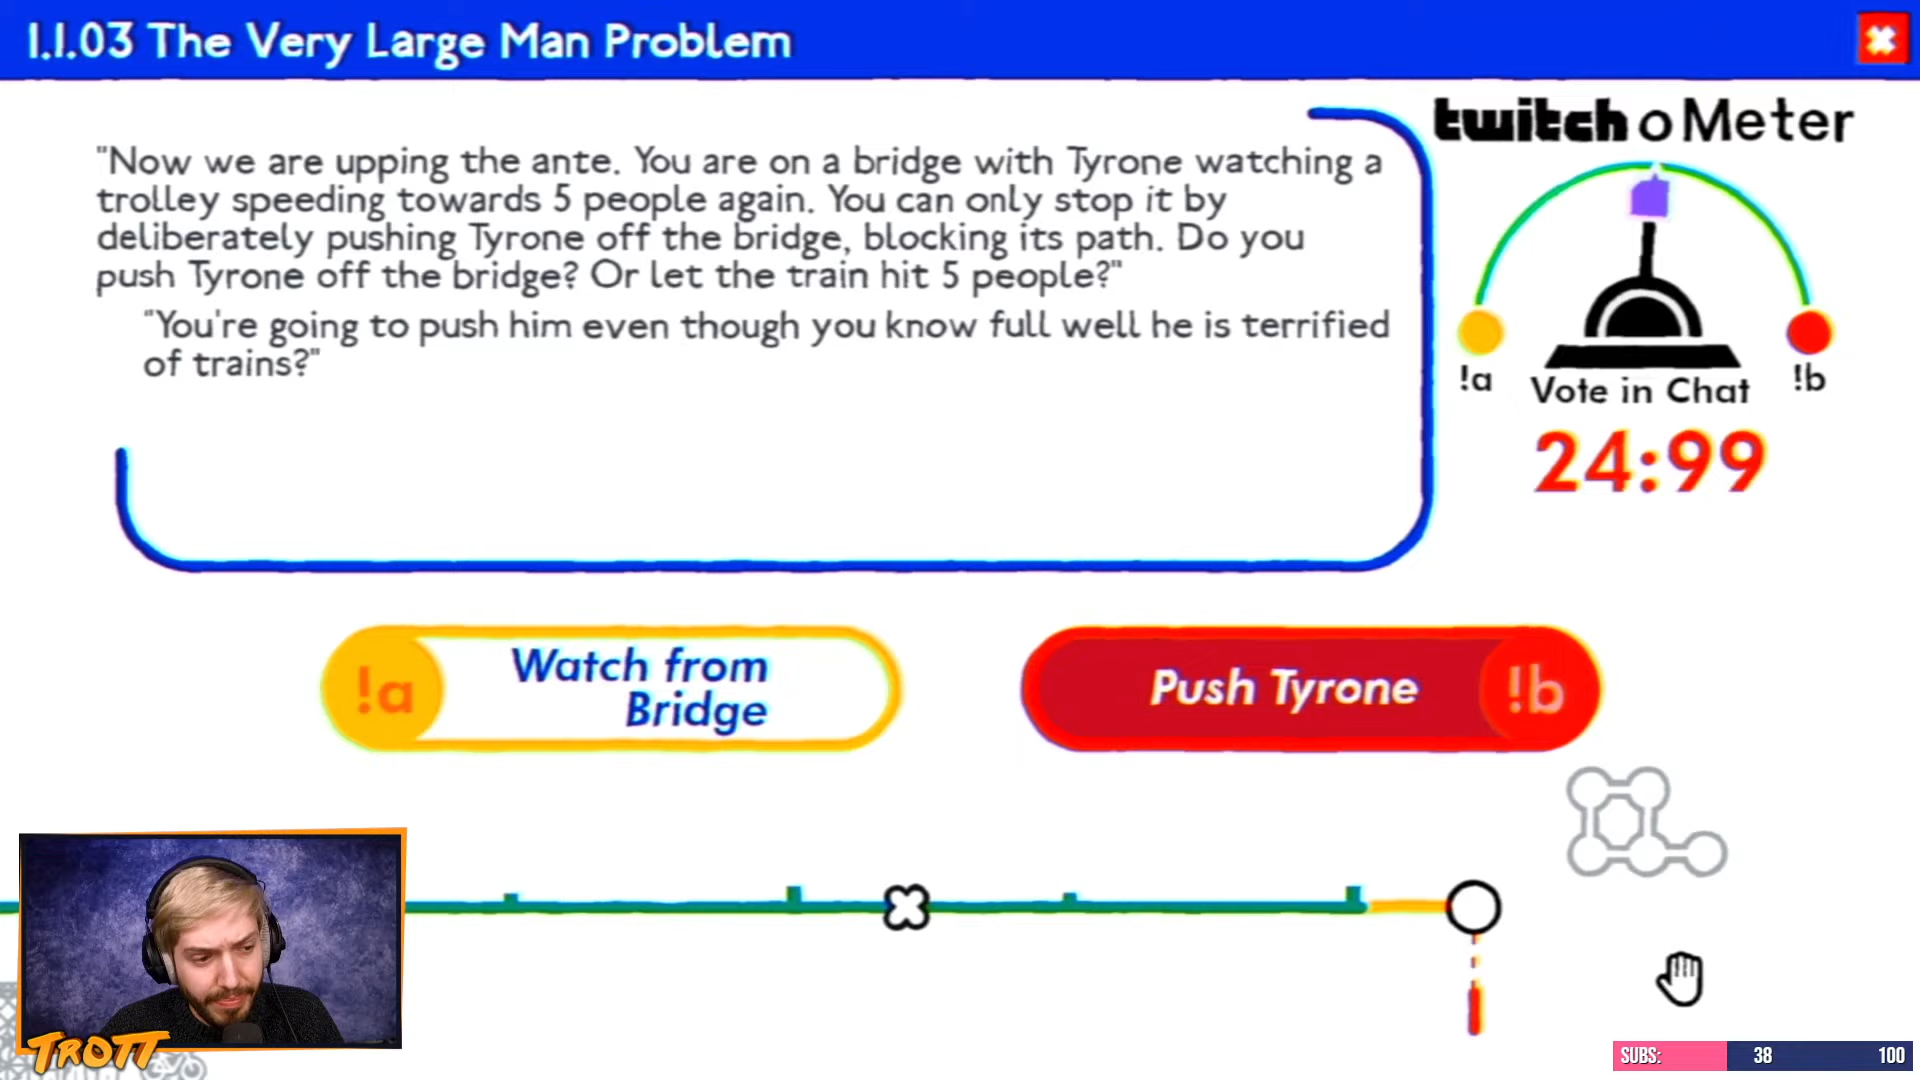 1.1.03 The Very Large Man Problem
"Now we are upping the ante. You are on a bridge with Tyrone watching a
trolley speeding towards 5 people again. You can only stop it by
deliberately pushing Tyrone off the bridge, blocking its path. Do you
push Tyrone off the bridge? Or let the train hit 5 people?"
"You're going to push him even though you know full well he is terrified
of trains?"
twitch o Meter
!a
Vote in Chat
!b
24:99
!a
Watch from
Bridge
Push Tyrone
!b
TROTT
SUBS: 38 100